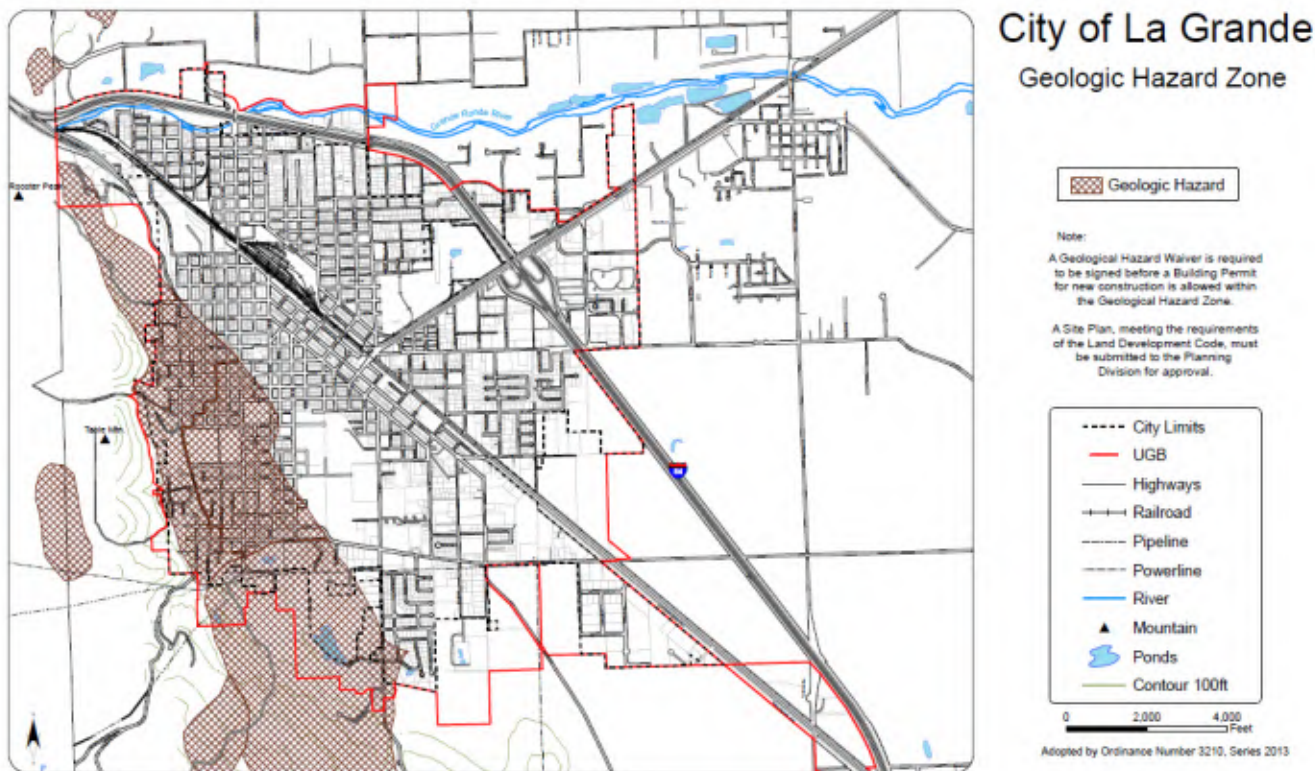 City of La Grande
Geologic Hazard Zone
Geologic Hazard
Note:
A Geological Hazard Waiver is required
to be signed before a Building Permit
for new construction is allowed within
the Geological Hazard Zone.
A Site Plan, meeting the requirements
of the Land Development Code, must
be submitted to the Planning
Division for approval.
City Limits
UGB
Highways
Railroad
Pipeline
Powerline
River
Mountain
Ponds
Contour 100ft
0 2,000 4,000
Feet
Adopted by Ordinance Number 3210, Series 2013
Grande Ronde River
Rooster Peak
Table Mtn
84